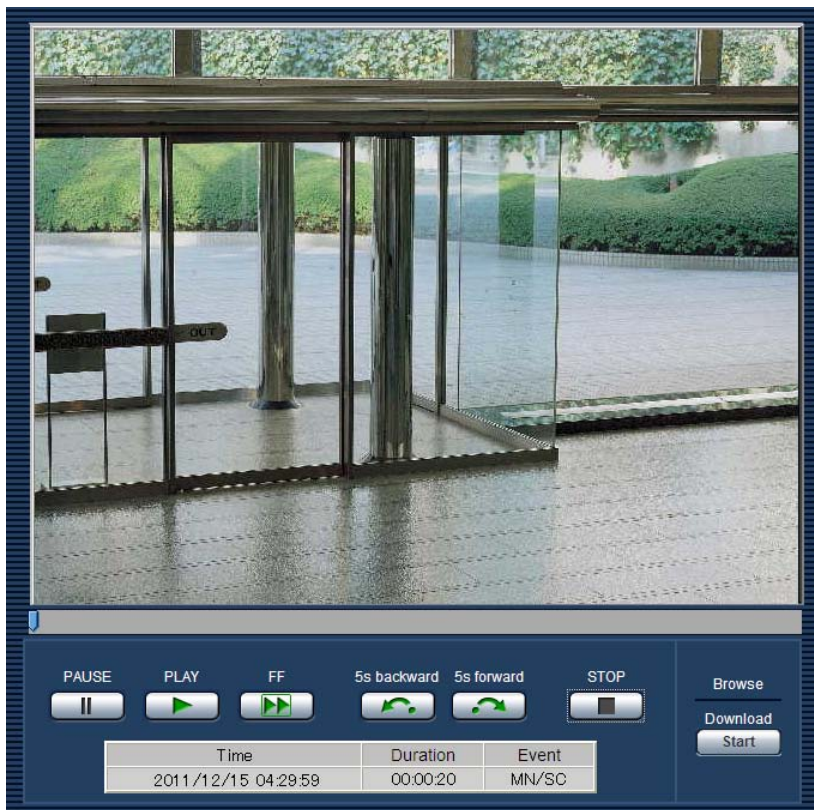 OUT
PAUSE PLAY FF 5s backward 5s forward STOP
Browse
Download
Start
Time Duration Event
2011/12/15 04:29:59 00:00:20 MN/SC